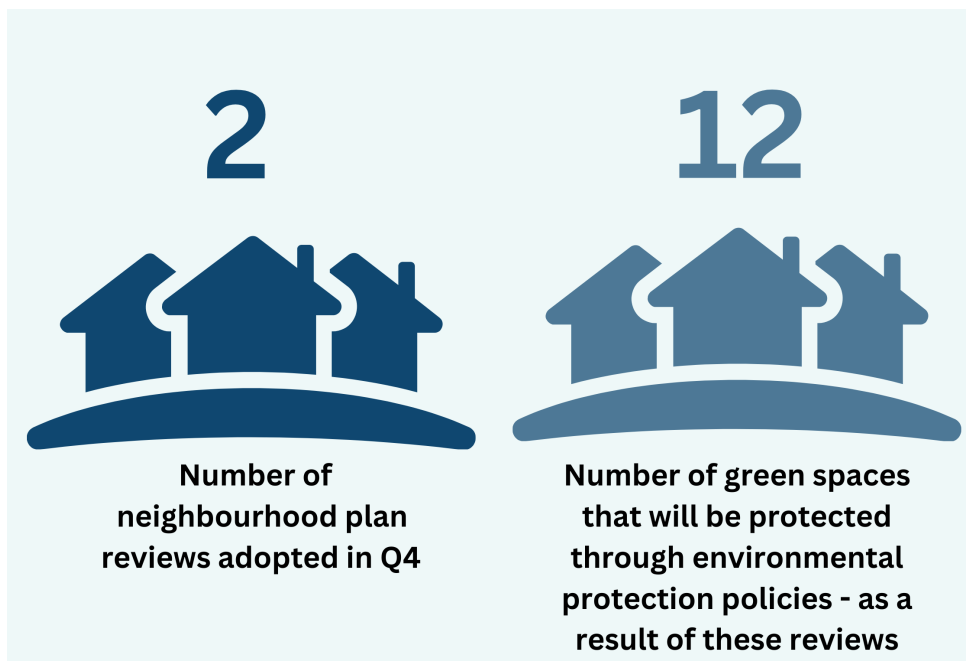 2
Number of
neighbourhood plan
reviews adopted in Q4
12
Number of green spaces
that will be protected
through environmental
protection policies - as a
result of these reviews